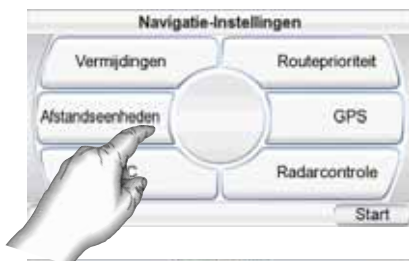 Navigatie-Instellingen
Vermijdingen
Routeprioriteit
Afstandseenheden
GPS
Radarcontrole
Start